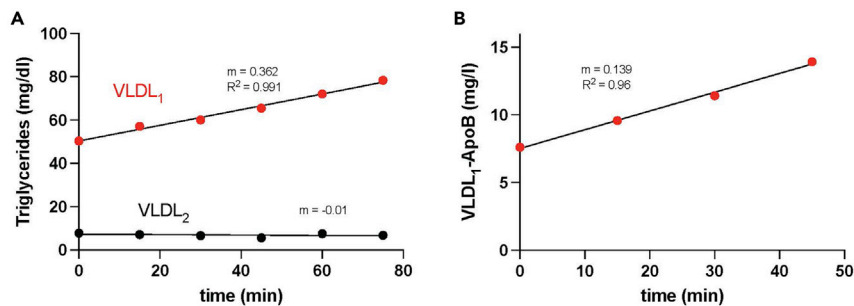 A
Triglycerides (mg/dl)
100
80
60
40
20
0
VLDL₁
m = 0.362
R² = 0.991
VLDL₂
m = -0.01
0 20 40 60 80
time (min)
B
VLDL₁-ApoB (mg/l)
15
10
5
0
m = 0.139
R² = 0.96
0 10 20 30 40 50
time (min)